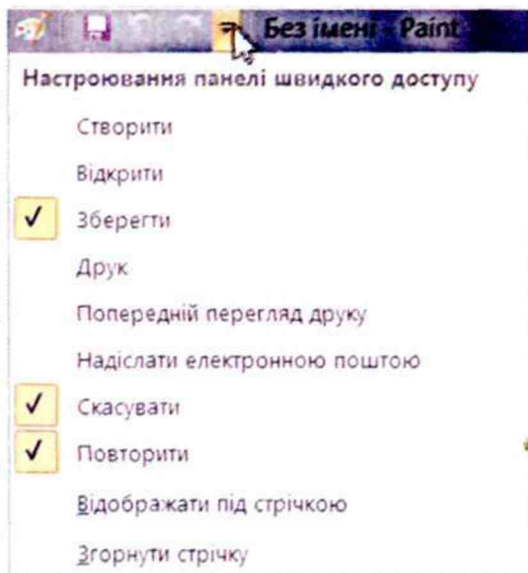 Без імені - Paint
Настроювання панелі швидкого доступу
Створити
Відкрити
Зберегти
Друк
Попередній перегляд друку
Надіслати електронною поштою
Скасувати
Повторити
Відображати під стрічкою
Згорнути стрічку